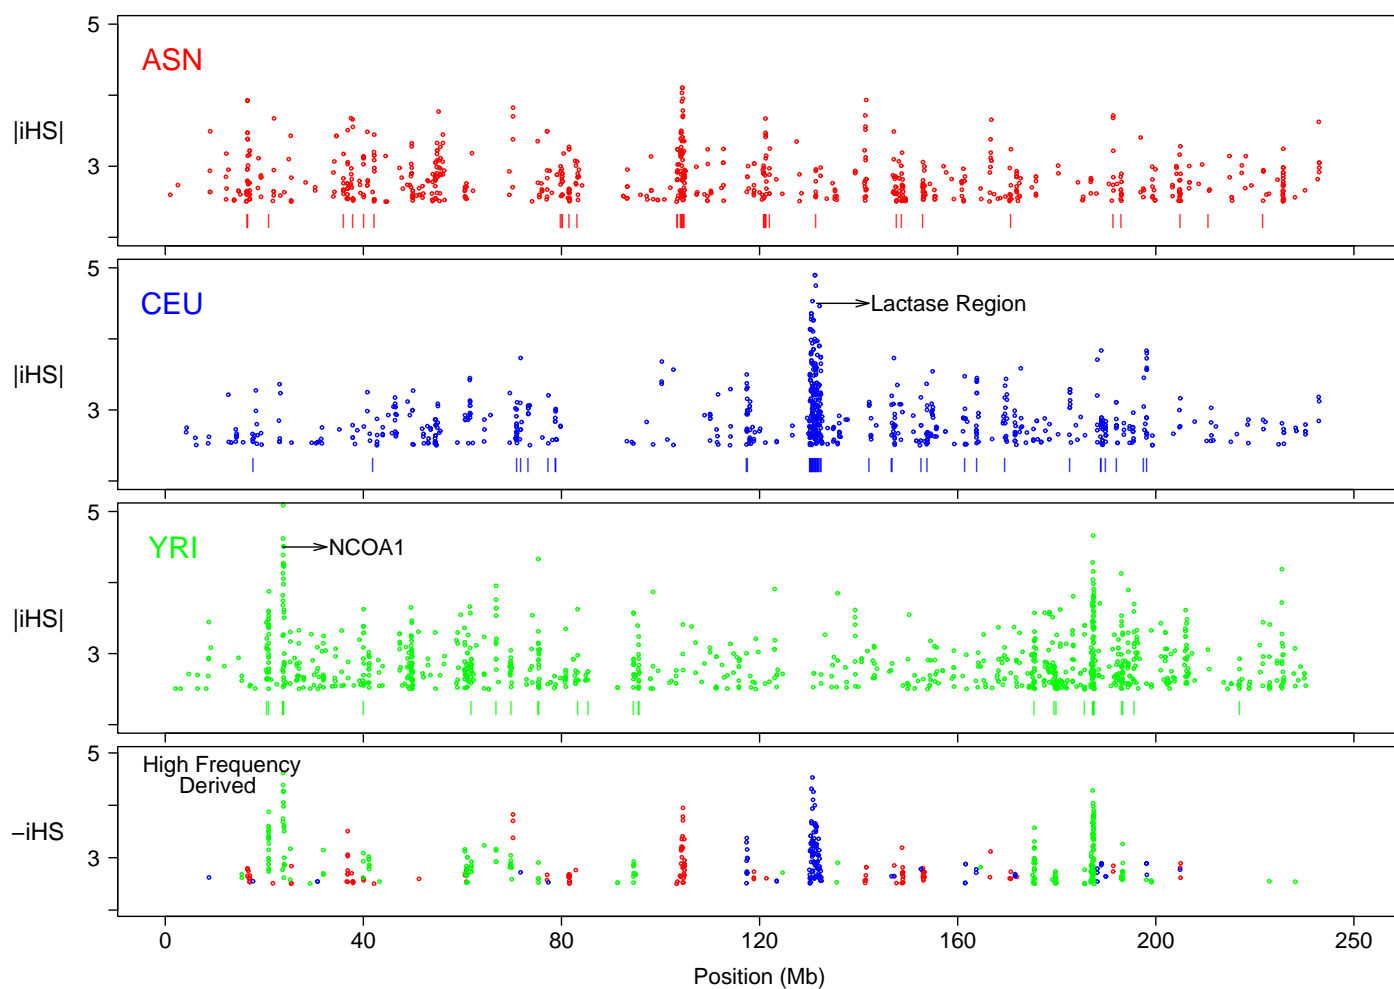 5
ASN
|iHS|
3
5
CEU
Lactase Region
|iHS|
3
5
YRI
NCOA1
|iHS|
3
5
High Frequency
Derived
−iHS
3
0 40 80 120 160 200 250
Position (Mb)